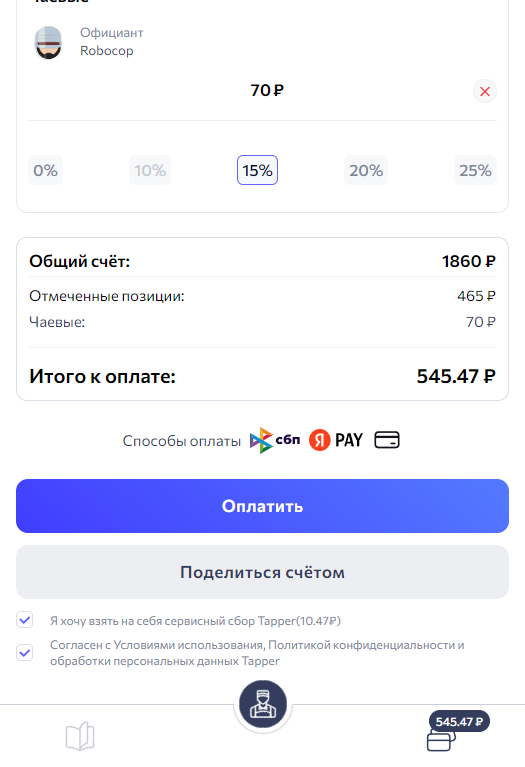 Чаевые
Официант
Robocop
70 ₽
0% 10% 15% 20% 25%
Общий счёт: 1860 ₽
Отмеченные позиции: 465 ₽
Чаевые: 70 ₽
Итого к оплате: 545.47 ₽
Способы оплаты сбп Я PAY
Оплатить
Поделиться счётом
Я хочу взять на себя сервисный сбор Tapper(10.47₽)
Согласен с Условиями использования, Политикой конфиденциальности и
обработки персональных данных Tapper
545.47 ₽